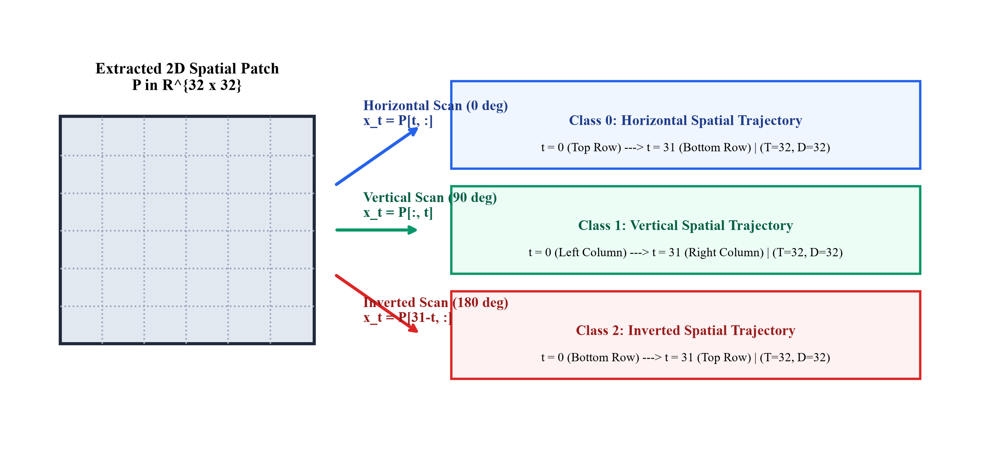 Extracted 2D Spatial Patch
P in R^{32 x 32}
Horizontal Scan (0 deg)
x_t = P[t, :]
Class 0: Horizontal Spatial Trajectory
t = 0 (Top Row) ---> t = 31 (Bottom Row) | (T=32, D=32)
Vertical Scan (90 deg)
x_t = P[:, t]
Class 1: Vertical Spatial Trajectory
t = 0 (Left Column) ---> t = 31 (Right Column) | (T=32, D=32)
Inverted Scan (180 deg)
x_t = P[31-t, :]
Class 2: Inverted Spatial Trajectory
t = 0 (Bottom Row) ---> t = 31 (Top Row) | (T=32, D=32)